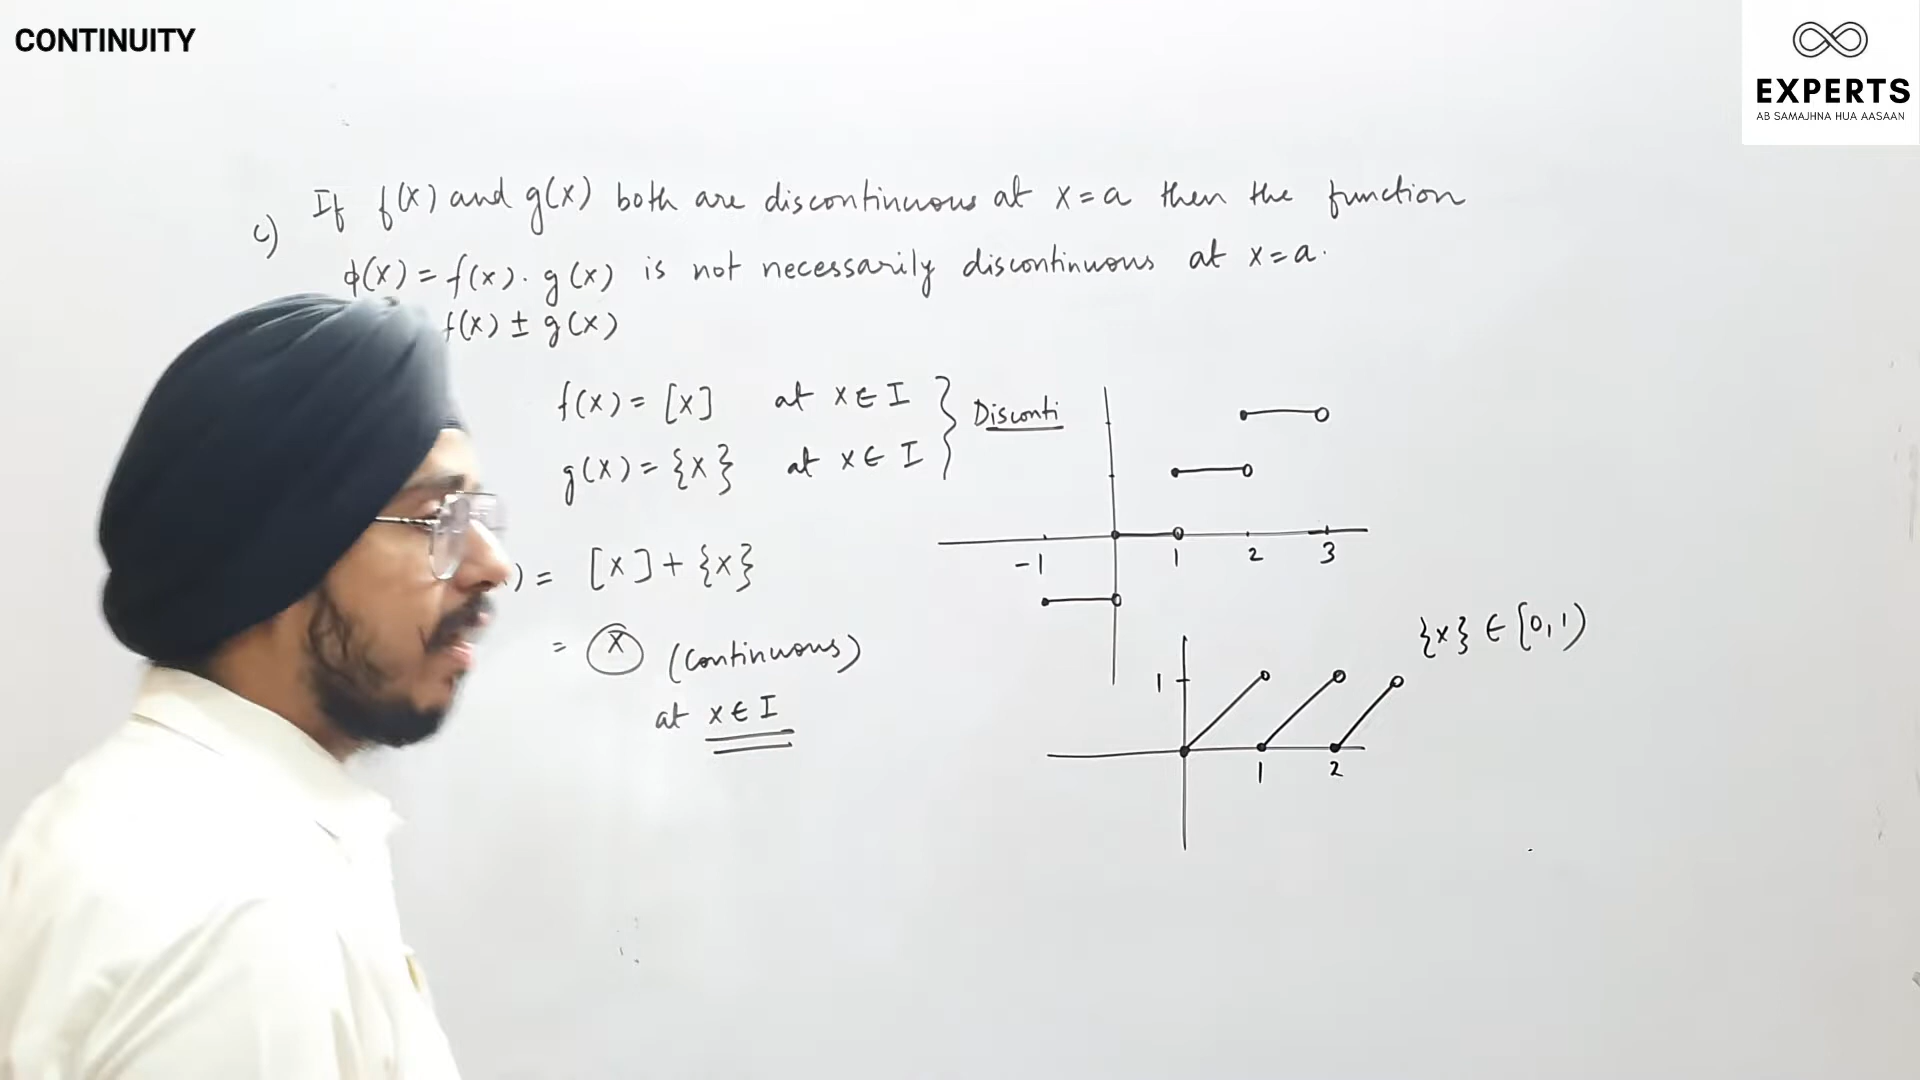 CONTINUITY
EXPERTS
AB SAMAJHNA HUA AASAAN
c) If f(x) and g(x) both are discontinuous at x=a then the function
ϕ(x) = f(x). g(x) is not necessarily discontinuous at x=a.
f(x) ± g(x)
f(x) = [x] at x ∈ I } Disconti
g(x) = {x} at x ∈ I
) = [x] + {x}
= x (Continuous)
at x ∈ I
-1 1 2 3
{x} ∈ [0,1)
1
1 2